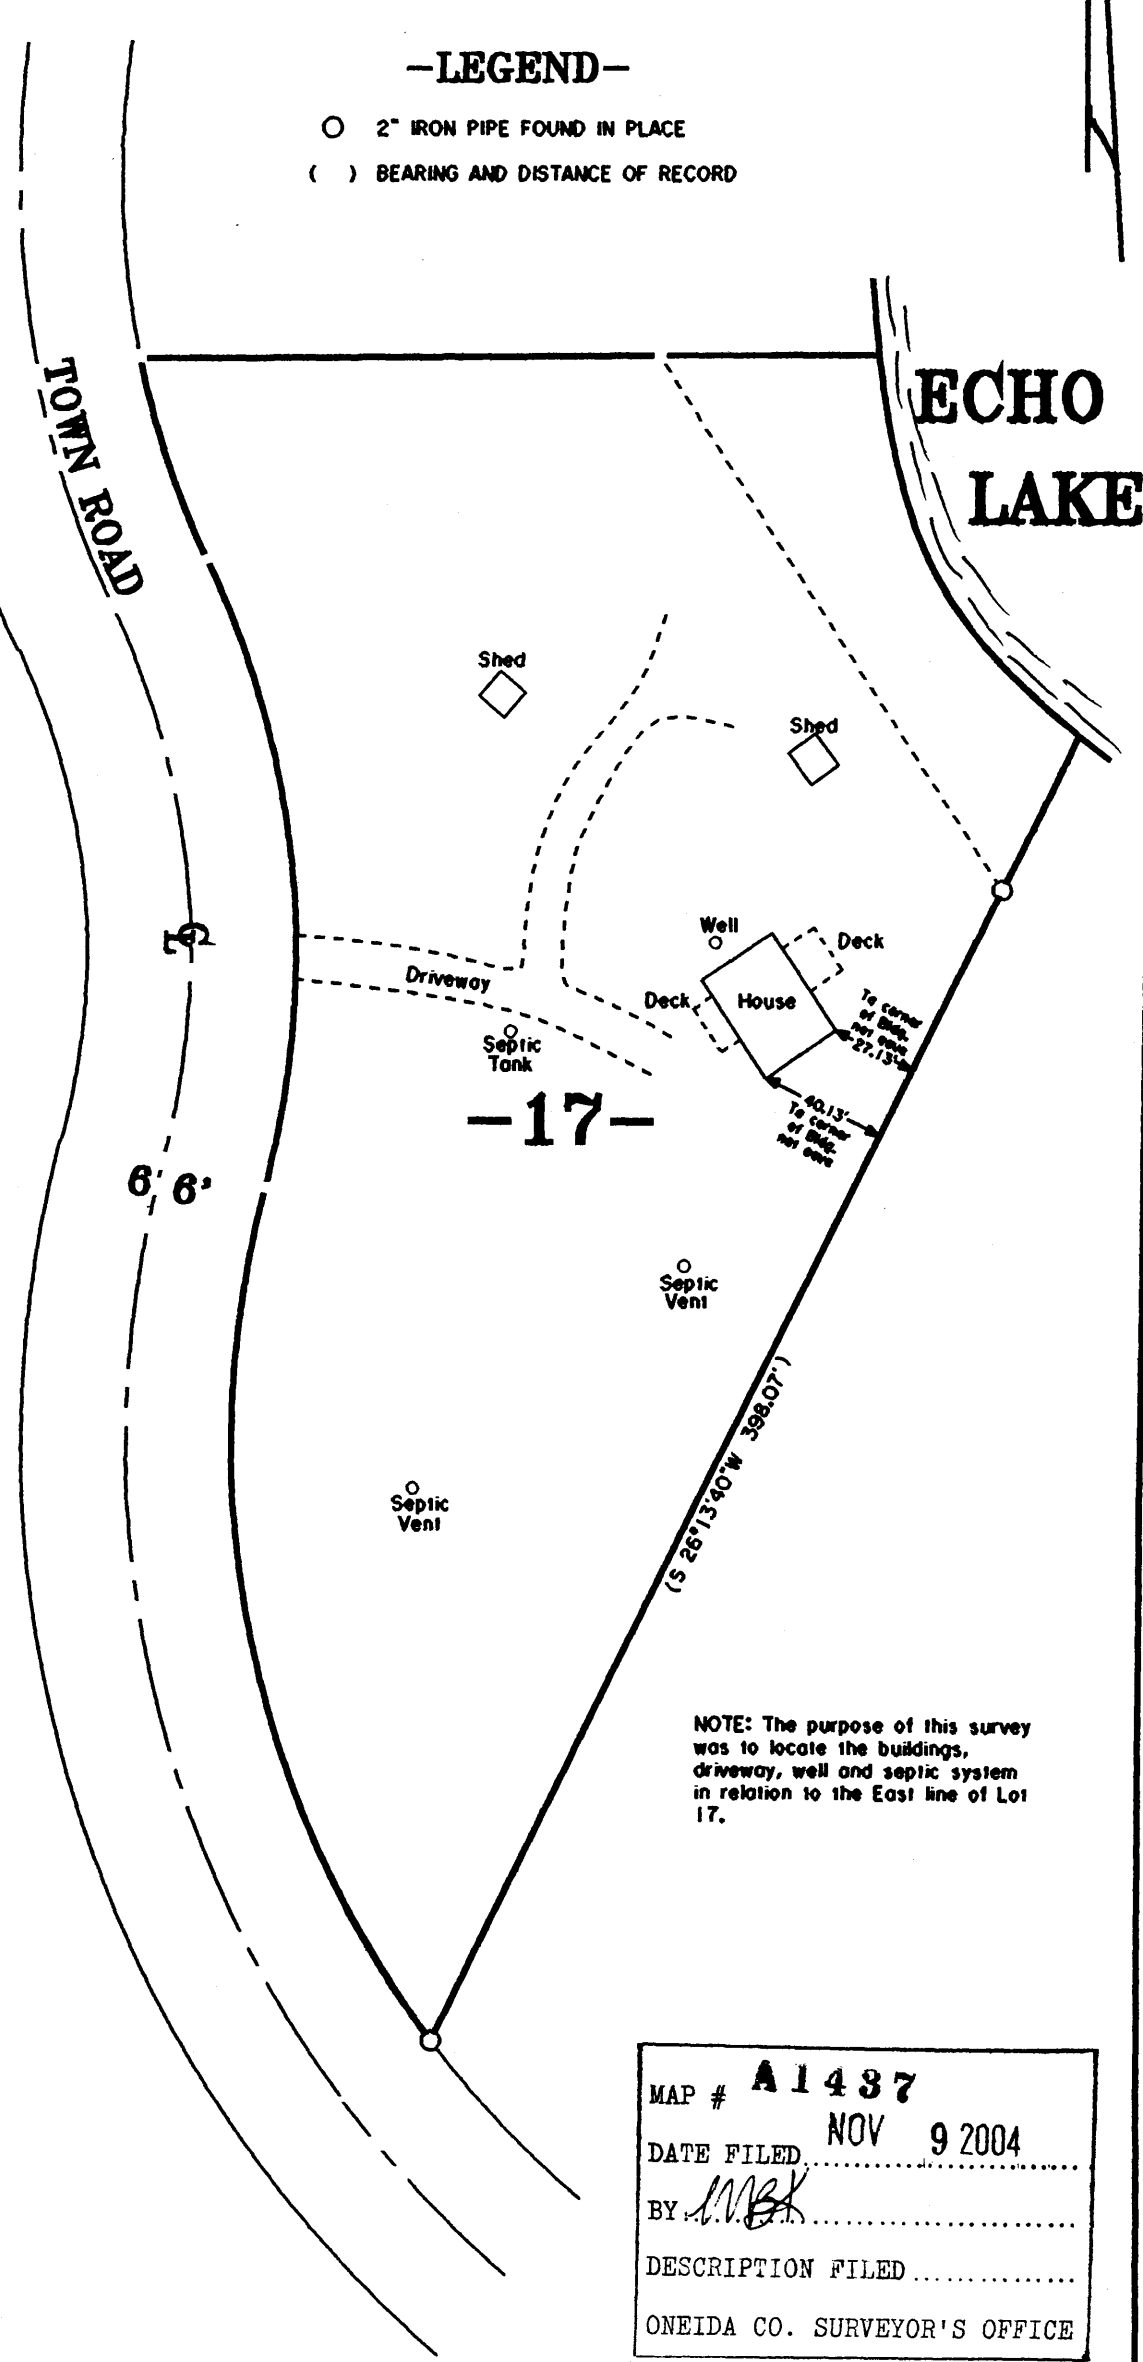 -LEGEND-
2" IRON PIPE FOUND IN PLACE
( ) BEARING AND DISTANCE OF RECORD
TOWN ROAD
ECHO
LAKE
Shed
Shed
Well
Deck
Driveway
Deck
House
To corner
of Bldg.
not eave
27.13'
Septic
Tank
-17-
40.13'
To corner
of Bldg.
not eave
66'
Septic
Vent
(S 26°13'40"W 398.07')
Septic
Vent
NOTE: The purpose of this survey
was to locate the buildings,
driveway, well and septic system
in relation to the East line of Lot
17.
MAP # A1437
DATE FILED NOV 9 2004
BY:
DESCRIPTION FILED
ONEIDA CO. SURVEYOR'S OFFICE